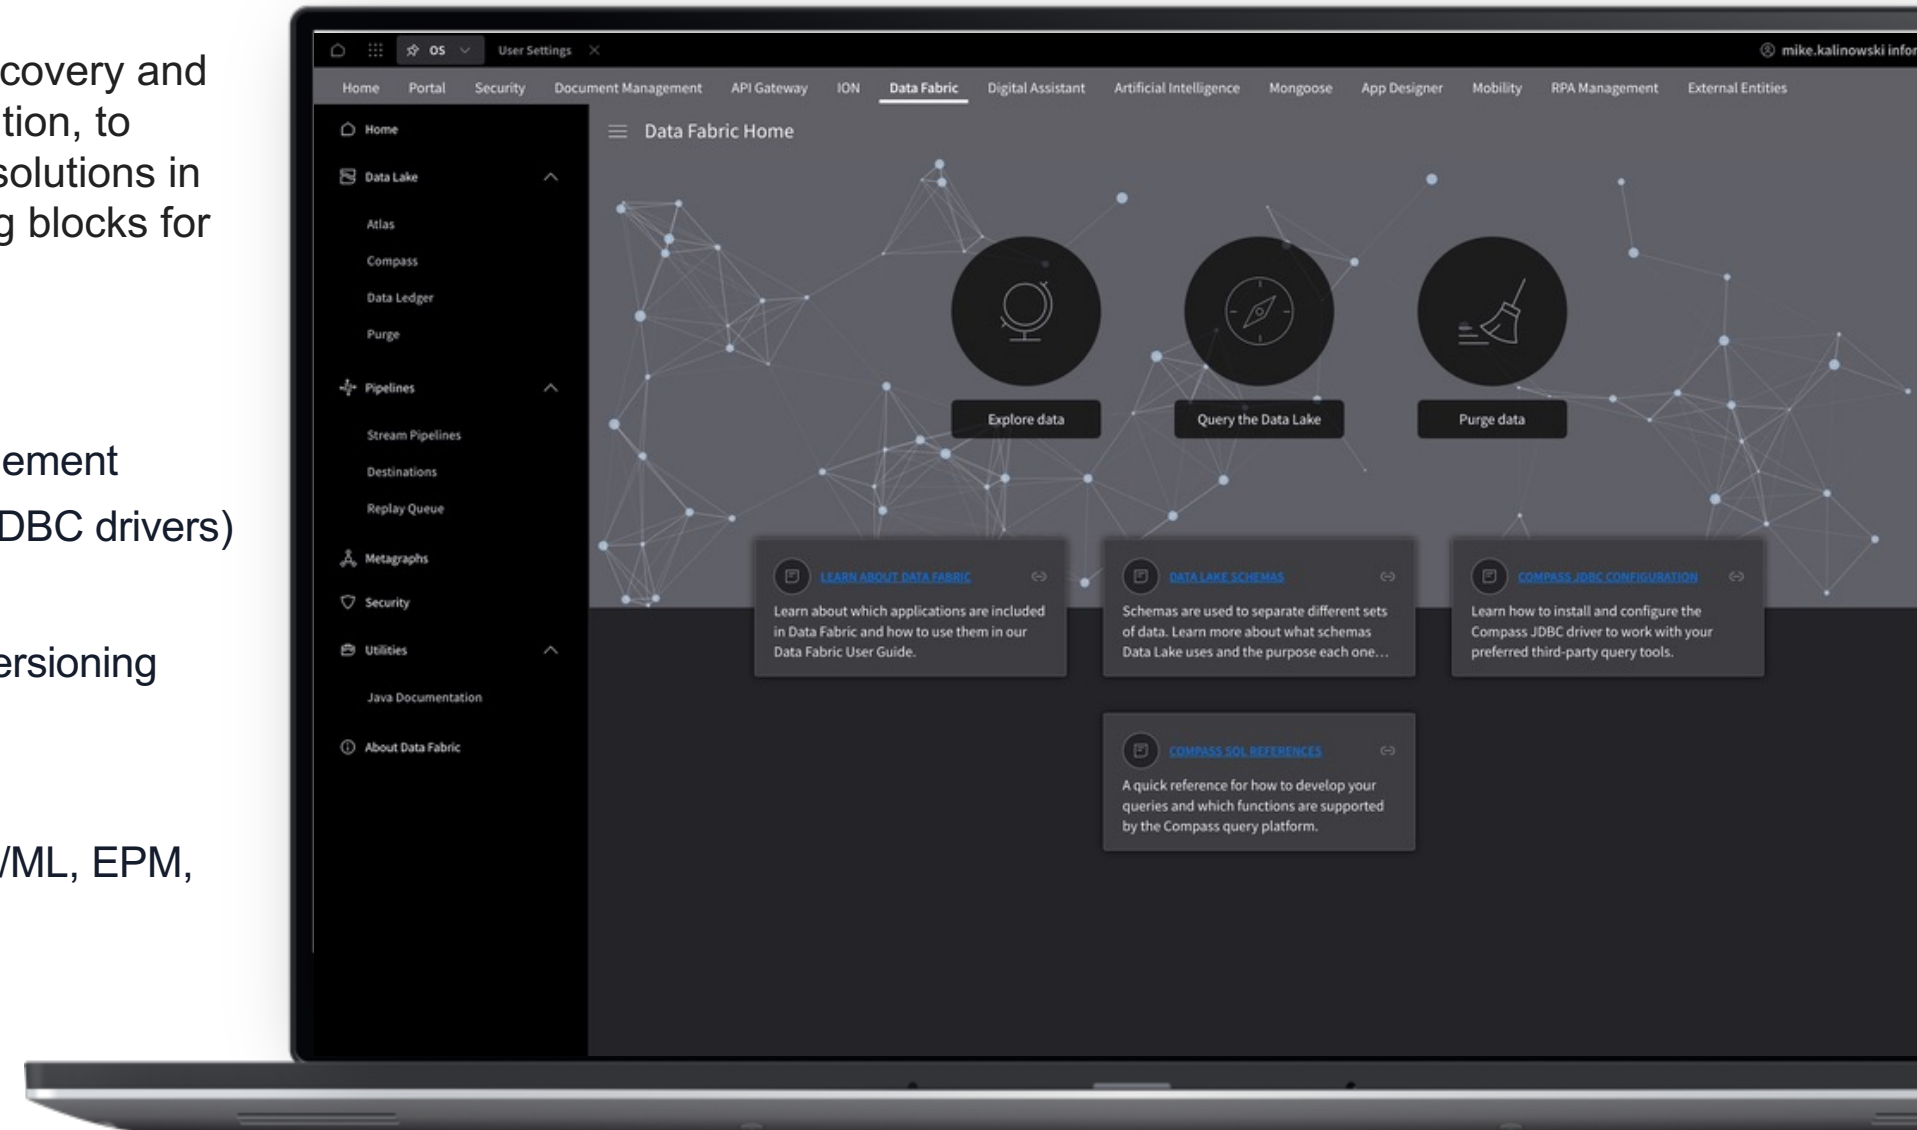 covery and
tion, to
solutions in
g blocks for
ement
DBC drivers)
ersioning
/ML, EPM,
OS
User Settings
mike.kalinowski infor
Home Portal Security Document Management API Gateway ION Data Fabric Digital Assistant Artificial Intelligence Mongoose App Designer Mobility RPA Management External Entities
Home
Data Lake
Atlas
Compass
Data Ledger
Purge
Pipelines
Stream Pipelines
Destinations
Replay Queue
Metagraphs
Security
Utilities
Java Documentation
About Data Fabric
Data Fabric Home
Explore data
Query the Data Lake
Purge data
LEARN ABOUT DATA FABRIC
Learn about which applications are included
in Data Fabric and how to use them in our
Data Fabric User Guide.
DATA LAKE SCHEMAS
Schemas are used to separate different sets
of data. Learn more about what schemas
Data Lake uses and the purpose each one...
COMPASS JDBC CONFIGURATION
Learn how to install and configure the
Compass JDBC driver to work with your
preferred third-party query tools.
COMPASS SQL REFERENCES
A quick reference for how to develop your
queries and which functions are supported
by the Compass query platform.